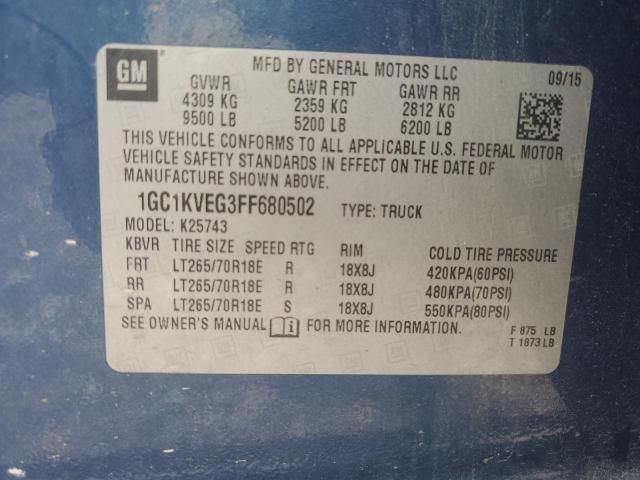 GM
MFD BY GENERAL MOTORS LLC 09/15
GVWR GAWR FRT GAWR RR
4309 KG 2359 KG 2812 KG
9500 LB 5200 LB 6200 LB
THIS VEHICLE CONFORMS TO ALL APPLICABLE U.S. FEDERAL MOTOR
VEHICLE SAFETY STANDARDS IN EFFECT ON THE DATE OF
MANUFACTURE SHOWN ABOVE.
1GC1KVEG3FF680502 TYPE: TRUCK
MODEL: K25743
KBVR TIRE SIZE SPEED RTG RIM COLD TIRE PRESSURE
FRT LT265/70R18E R 18X8J 420KPA(60PSI)
RR LT265/70R18E R 18X8J 480KPA(70PSI)
SPA LT265/70R18E S 18X8J 550KPA(80PSI)
SEE OWNER'S MANUAL FOR MORE INFORMATION.
F 875 LB
T 1873 LB